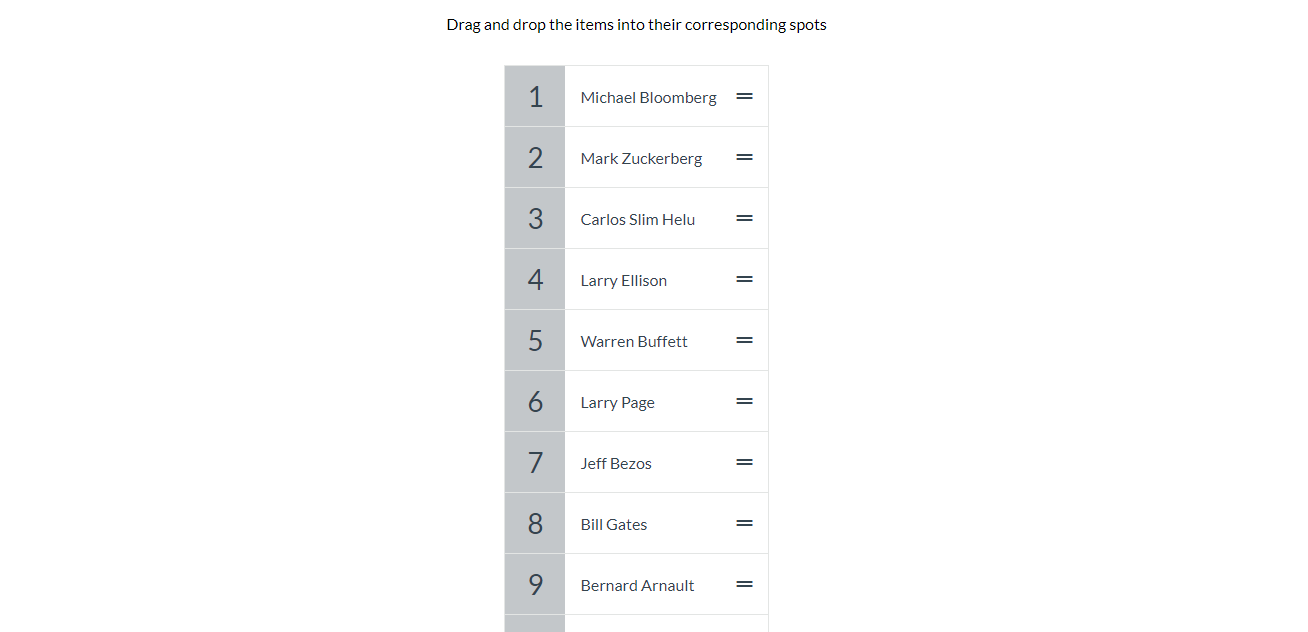 Drag and drop the items into their corresponding spots
1 Michael Bloomberg
2 Mark Zuckerberg
3 Carlos Slim Helu
4 Larry Ellison
5 Warren Buffett
6 Larry Page
7 Jeff Bezos
8 Bill Gates
9 Bernard Arnault